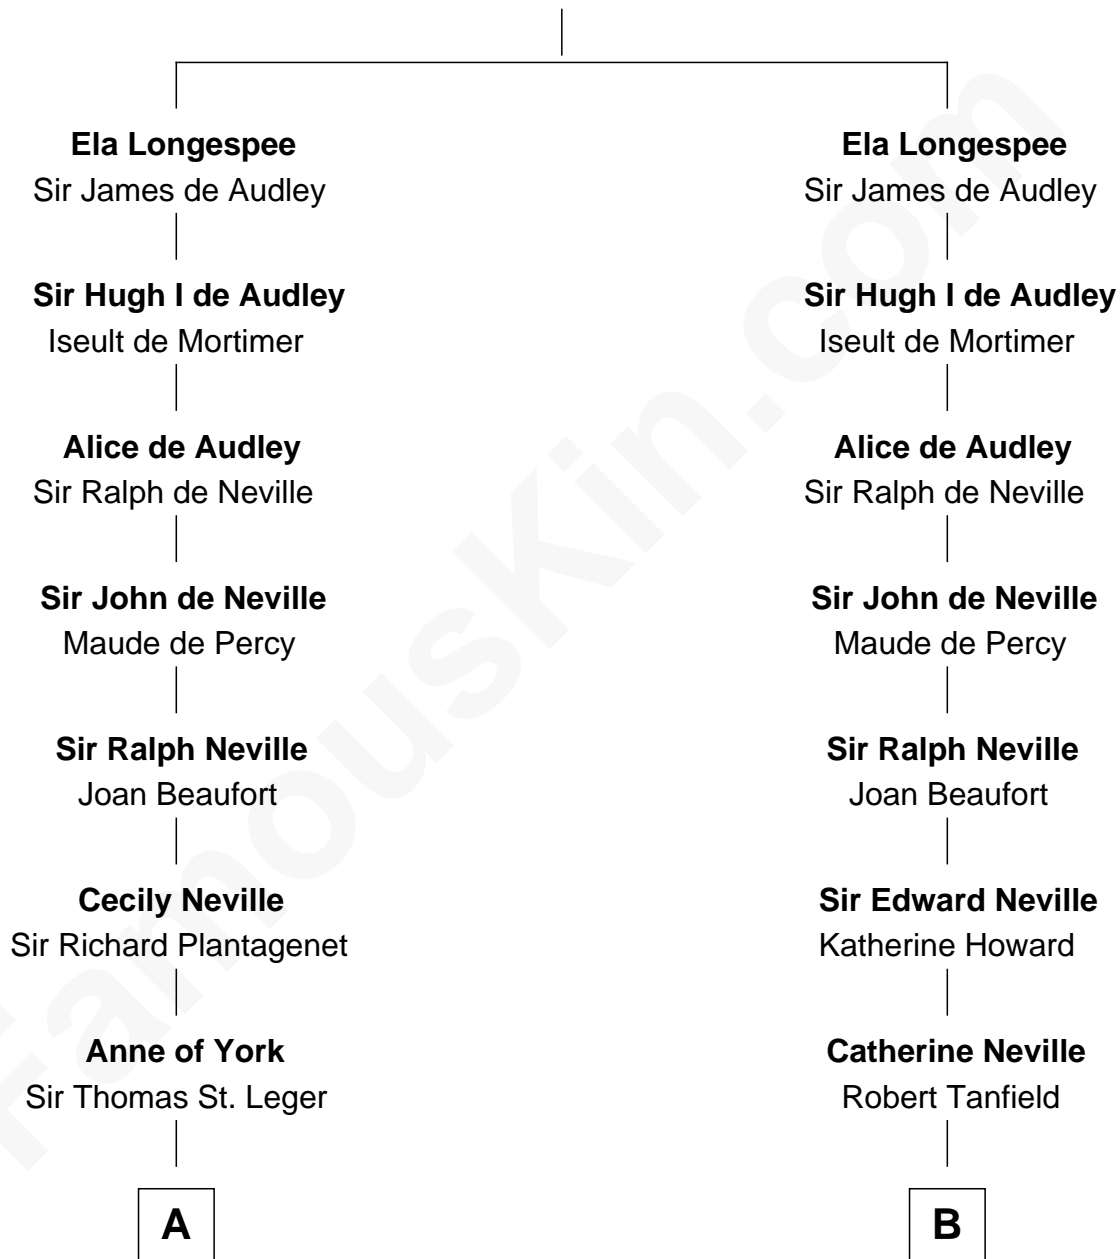 Ela Longespee
Sir James de Audley
Sir Hugh I de Audley
Iseult de Mortimer
Alice de Audley
Sir Ralph de Neville
Sir John de Neville
Maude de Percy
Sir Ralph Neville
Joan Beaufort
Cecily Neville
Sir Richard Plantagenet
Anne of York
Sir Thomas St. Leger
A
Ela Longespee
Sir James de Audley
Sir Hugh I de Audley
Iseult de Mortimer
Alice de Audley
Sir Ralph de Neville
Sir John de Neville
Maude de Percy
Sir Ralph Neville
Joan Beaufort
Sir Edward Neville
Katherine Howard
Catherine Neville
Robert Tanfield
B
FamousKin.com